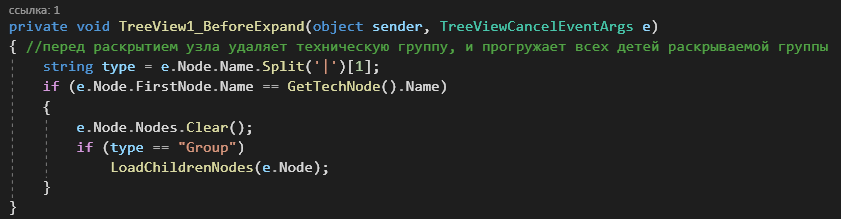 ссылка: 1
private void TreeView1_BeforeExpand(object sender, TreeViewCancelEventArgs e)
{ //перед раскрытием узла удаляет техническую группу, и прогружает всех детей раскрываемой группы
    string type = e.Node.Name.Split('|')[1];
    if (e.Node.FirstNode.Name == GetTechNode().Name)
    {
        e.Node.Nodes.Clear();
        if (type == "Group")
            LoadChildrenNodes(e.Node);
    }
}